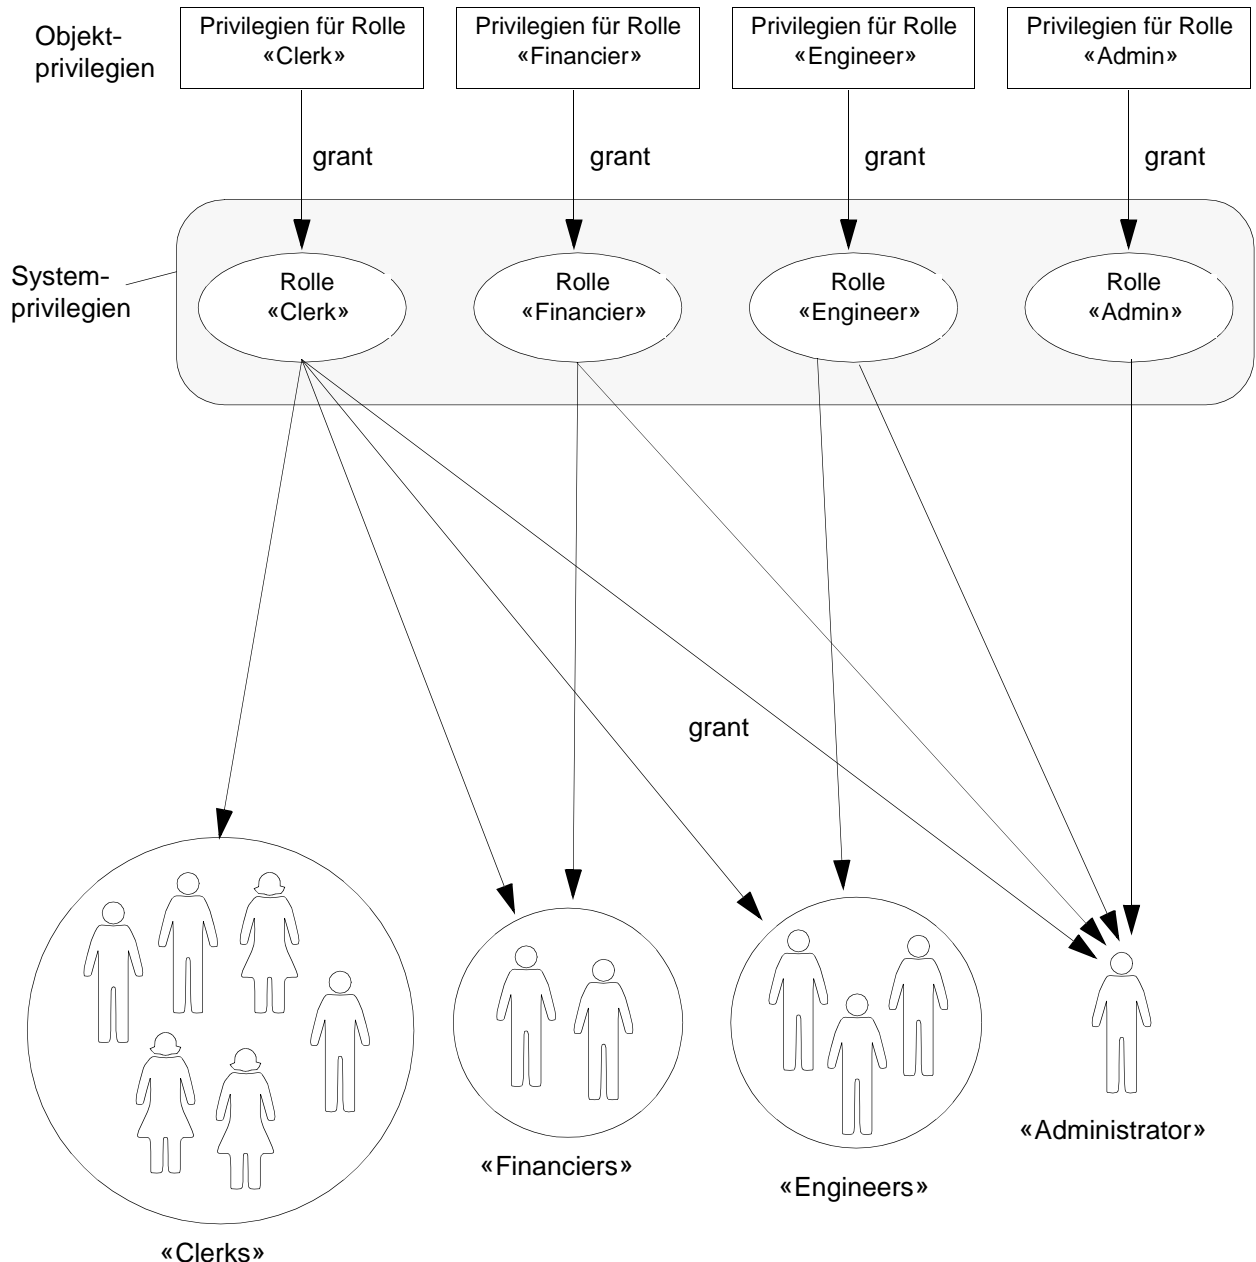 Objekt-
privilegien
Privilegien für Rolle
«Clerk»
Privilegien für Rolle
«Financier»
Privilegien für Rolle
«Engineer»
Privilegien für Rolle
«Admin»
grant
grant
grant
grant
System-
privilegien
Rolle
«Clerk»
Rolle
«Financier»
Rolle
«Engineer»
Rolle
«Admin»
grant
«Clerks»
«Financiers»
«Engineers»
«Administrator»